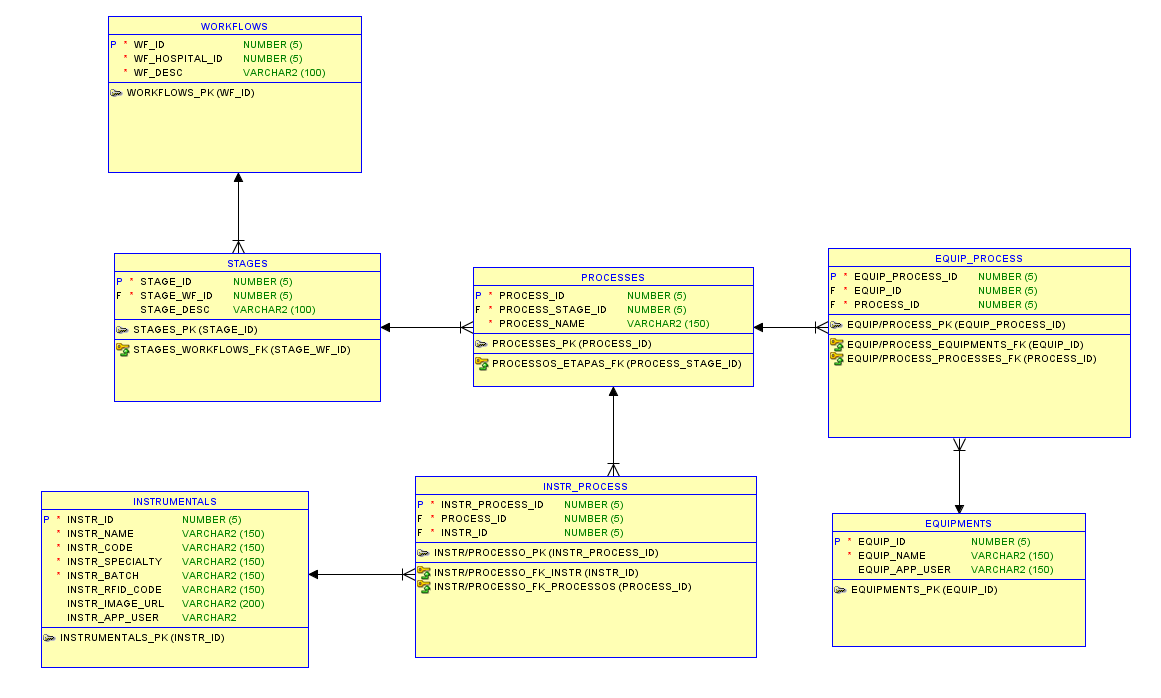 WORKFLOWS
P * WF_ID NUMBER (5)
* WF_HOSPITAL_ID NUMBER (5)
* WF_DESC VARCHAR2 (100)
WORKFLOWS_PK (WF_ID)
STAGES
P * STAGE_ID NUMBER (5)
F * STAGE_WF_ID NUMBER (5)
STAGE_DESC VARCHAR2 (100)
STAGES_PK (STAGE_ID)
STAGES_WORKFLOWS_FK (STAGE_WF_ID)
PROCESSES
P * PROCESS_ID NUMBER (5)
F * PROCESS_STAGE_ID NUMBER (5)
* PROCESS_NAME VARCHAR2 (150)
PROCESSES_PK (PROCESS_ID)
PROCESSOS_ETAPAS_FK (PROCESS_STAGE_ID)
EQUIP_PROCESS
P * EQUIP_PROCESS_ID NUMBER (5)
F * EQUIP_ID NUMBER (5)
F * PROCESS_ID NUMBER (5)
EQUIP/PROCESS_PK (EQUIP_PROCESS_ID)
EQUIP/PROCESS_EQUIPMENTS_FK (EQUIP_ID)
EQUIP/PROCESS_PROCESSES_FK (PROCESS_ID)
INSTRUMENTALS
P * INSTR_ID NUMBER (5)
* INSTR_NAME VARCHAR2 (150)
* INSTR_CODE VARCHAR2 (150)
* INSTR_SPECIALTY VARCHAR2 (150)
* INSTR_BATCH VARCHAR2 (150)
INSTR_RFID_CODE VARCHAR2 (150)
INSTR_IMAGE_URL VARCHAR2 (200)
INSTR_APP_USER VARCHAR2
INSTRUMENTALS_PK (INSTR_ID)
INSTR_PROCESS
P * INSTR_PROCESS_ID NUMBER (5)
F * PROCESS_ID NUMBER (5)
F * INSTR_ID NUMBER (5)
INSTR/PROCESSO_PK (INSTR_PROCESS_ID)
INSTR/PROCESSO_FK_INSTR (INSTR_ID)
INSTR/PROCESSO_FK_PROCESSOS (PROCESS_ID)
EQUIPMENTS
P * EQUIP_ID NUMBER (5)
* EQUIP_NAME VARCHAR2 (150)
EQUIP_APP_USER VARCHAR2 (150)
EQUIPMENTS_PK (EQUIP_ID)